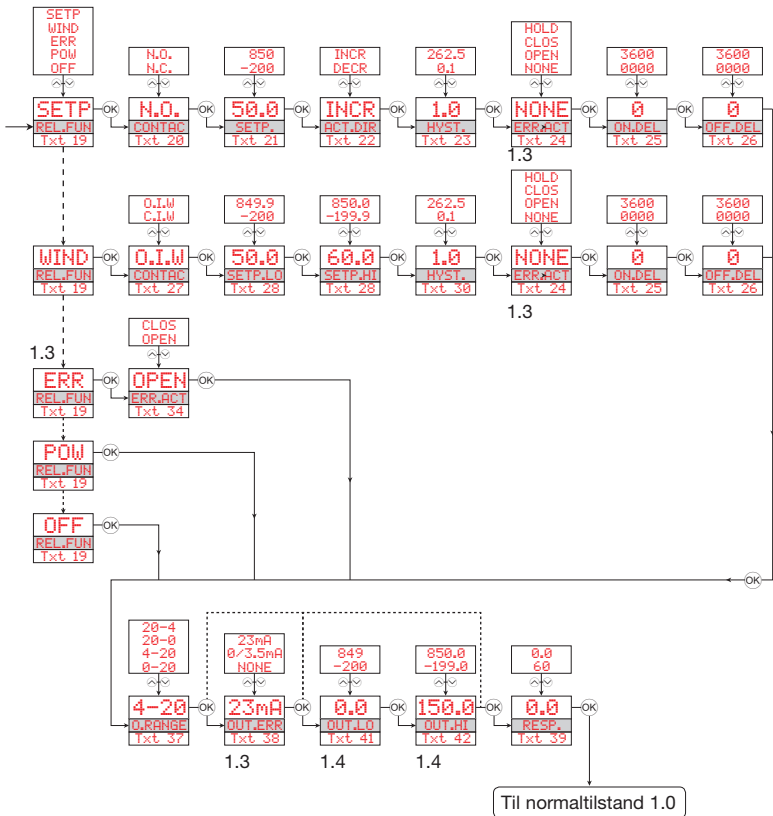 SETP
WIND
ERR
POW
OFF
SETP
REL.FUN
Txt 19
OK
N.O.
N.C.
N.O.
CONTAC
Txt 20
OK
850
-200
50.0
SETP.
Txt 21
OK
INCR
DECR
INCR
ACT.DIR
Txt 22
OK
262.5
0.1
1.0
HYST.
Txt 23
OK
HOLD
CLOS
OPEN
NONE
NONE
ERR.ACT
Txt 24
1.3
OK
3600
0000
0
ON.DEL
Txt 25
OK
3600
0000
0
OFF.DEL
Txt 26
WIND
REL.FUN
Txt 19
OK
O.I.W
C.I.W
O.I.W
CONTAC
Txt 27
OK
849.9
-200
50.0
SETP.LO
Txt 28
OK
850.0
-199.9
60.0
SETP.HI
Txt 28
OK
262.5
0.1
1.0
HYST.
Txt 30
OK
HOLD
CLOS
OPEN
NONE
NONE
ERR.ACT
Txt 24
1.3
OK
3600
0000
0
ON.DEL
Txt 25
OK
3600
0000
0
OFF.DEL
Txt 26
1.3
ERR
REL.FUN
Txt 19
OK
CLOS
OPEN
OPEN
ERR.ACT
Txt 34
OK
POW
REL.FUN
Txt 19
OK
OFF
REL.FUN
Txt 19
OK
OK
20-4
20-0
4-20
0-20
4-20
O.RANGE
Txt 37
OK
23mA
0/3.5mA
NONE
23mA
OUT.ERR
Txt 38
1.3
OK
849
-200
0.0
OUT.LO
Txt 41
1.4
OK
850.0
-199.0
150.0
OUT.HI
Txt 42
1.4
OK
0.0
60
0.0
RESP.
Txt 39
OK
Til normaltilstand 1.0